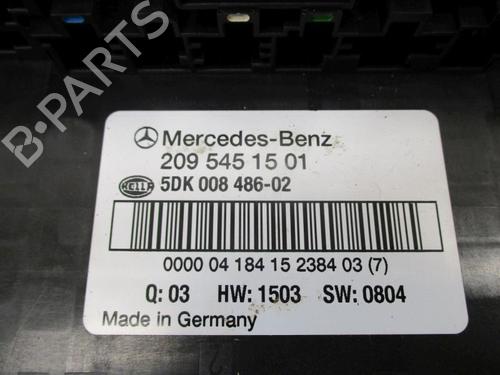 Mercedes-Benz
209 545 15 01
HELLA 5DK 008 486-02
0000 04 184 15 2384 03 (7)
Q: 03 HW: 1503 SW: 0804
Made in Germany
B-PARTS